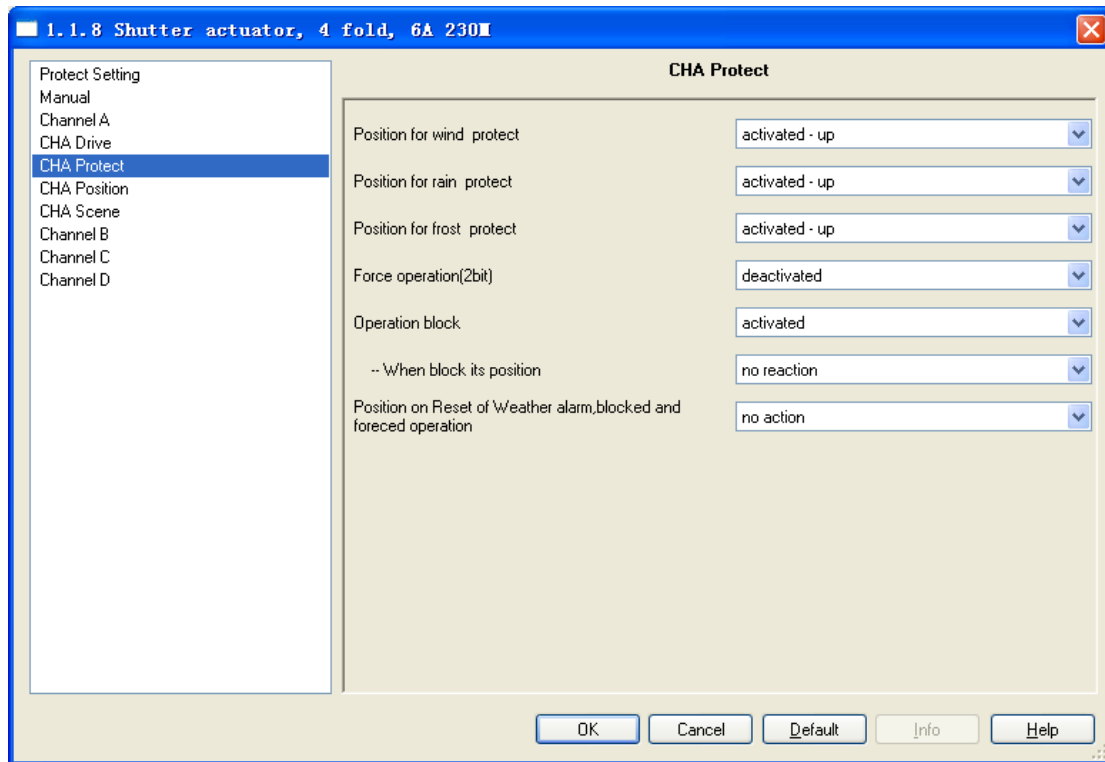 1.1.8 Shutter actuator, 4 fold, 6A 230M
Protect Setting
Manual
Channel A
CHA Drive
CHA Protect
CHA Position
CHA Scene
Channel B
Channel C
Channel D
CHA Protect
Position for wind  protect
activated - up
Position for rain  protect
activated - up
Position for frost  protect
activated - up
Force operation(2bit)
deactivated
Operation block
activated
-- When block its position
no reaction
Position on Reset of Weather alarm,blocked and
foreced operation
no action
OK
Cancel
Default
Info
Help